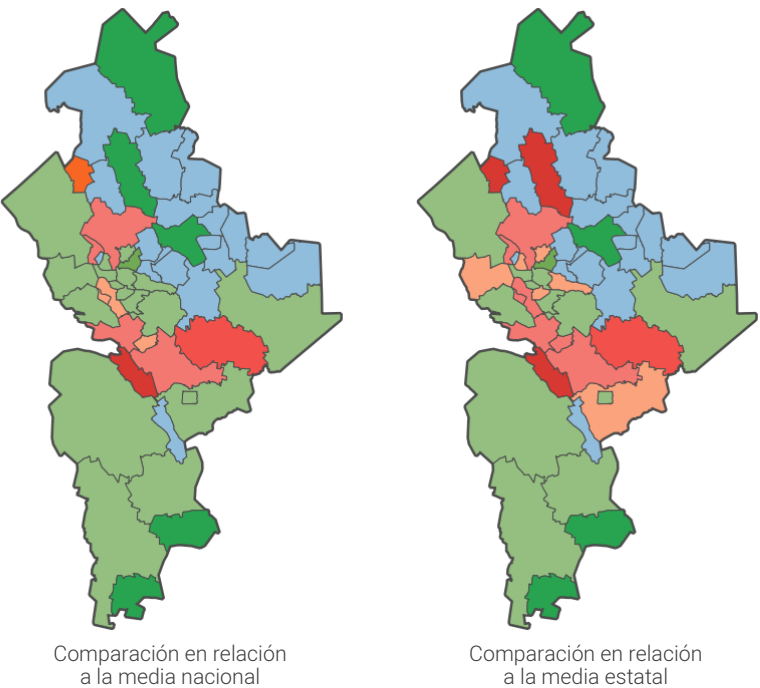 Comparación en relación
a la media nacional
Comparación en relación
a la media estatal